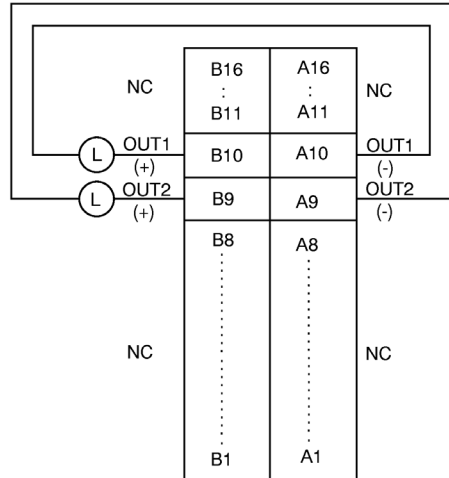 B16 A16
NC : : NC
B11 A11
L OUT1 (+) B10 A10 OUT1 (-)
L OUT2 (+) B9 A9 OUT2 (-)
B8 A8
NC NC
B1 A1